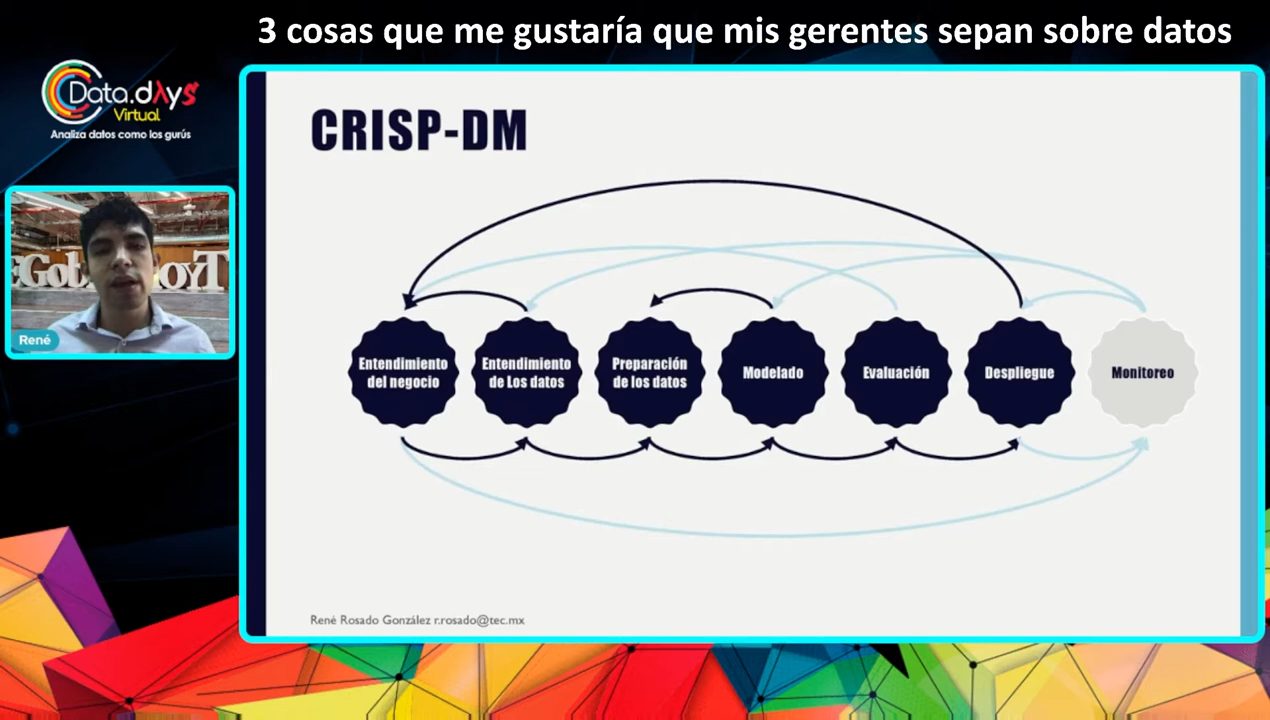 3 cosas que me gustaría que mis gerentes sepan sobre datos
Data.dAys
Virtual
Analiza datos como los gurús
René
CRISP-DM
Entendimiento
del negocio
Entendimiento
de Los datos
Preparación
de los datos
Modelado
Evaluación
Despliegue
Monitoreo
René Rosado González r.rosado@tec.mx